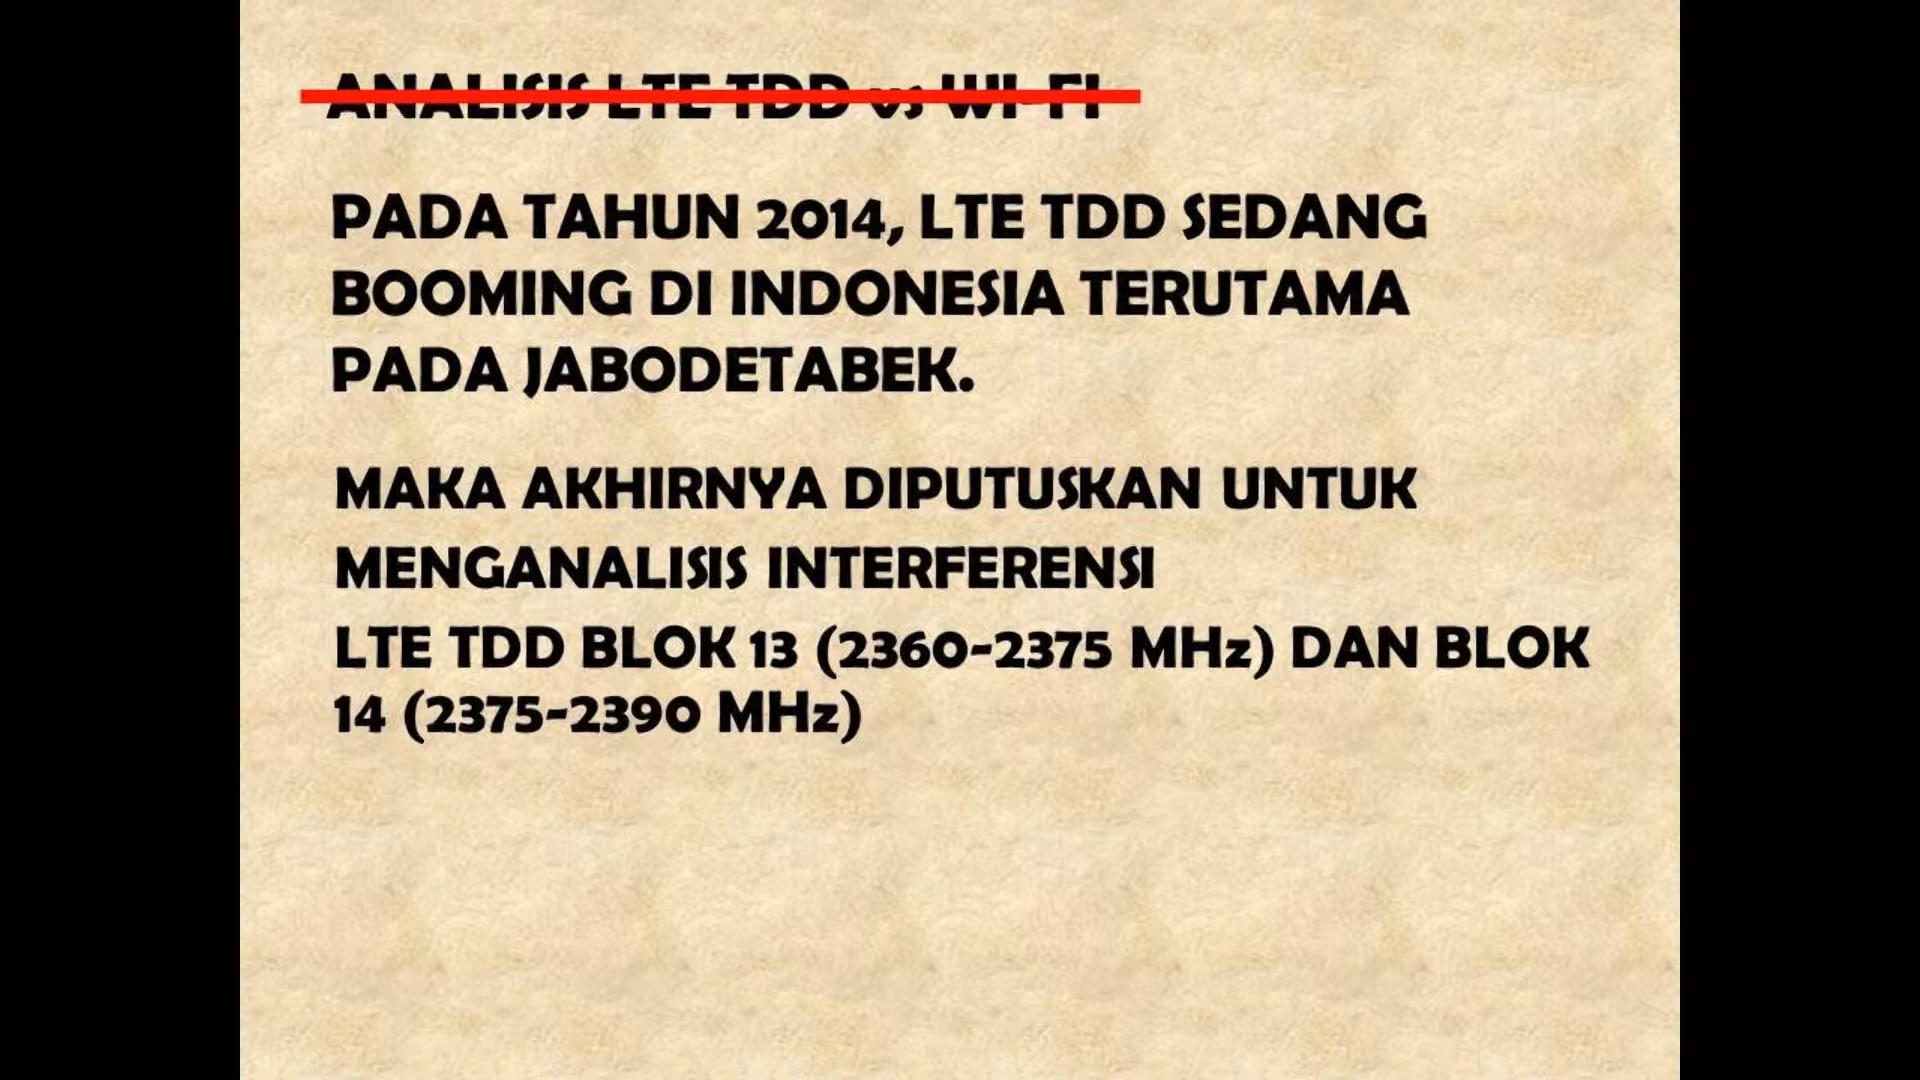 ANALISIS LTE TDD vs WI-FI
PADA TAHUN 2014, LTE TDD SEDANG
BOOMING DI INDONESIA TERUTAMA
PADA JABODETABEK.
MAKA AKHIRNYA DIPUTUSKAN UNTUK
MENGANALISIS INTERFERENSI
LTE TDD BLOK 13 (2360-2375 MHz) DAN BLOK
14 (2375-2390 MHz)